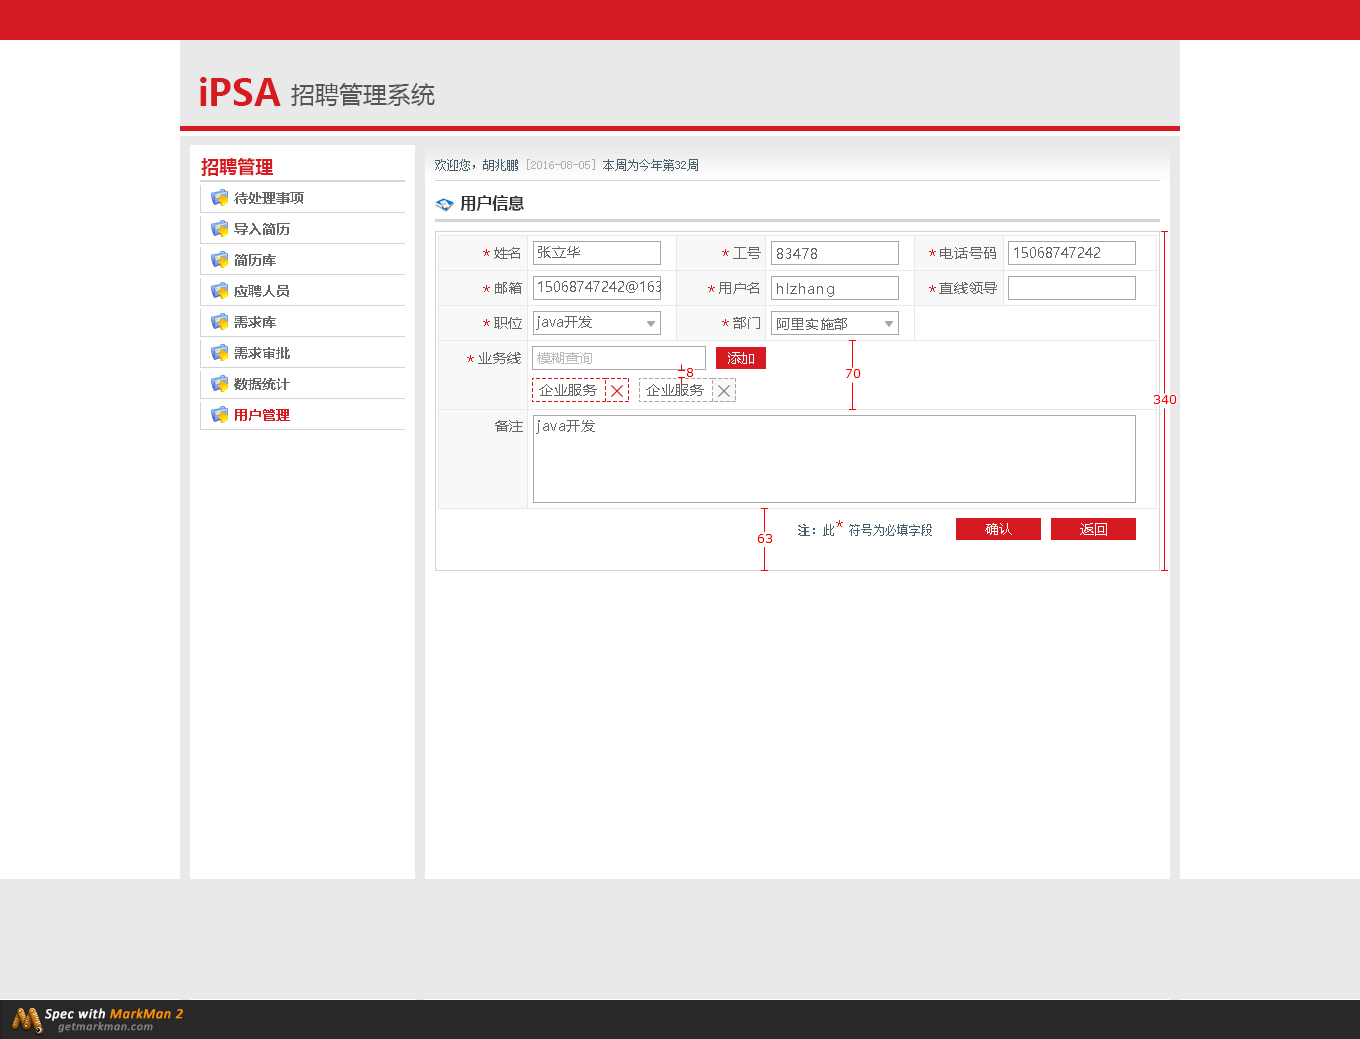 iPSA 招聘管理系统
招聘管理
待处理事项
导入简历
简历库
应聘人员
需求库
需求审批
数据统计
用户管理
欢迎您，胡兆鹏 [2016-08-05] 本周为今年第32周
用户信息
*姓名 张立华 *工号 83478 *电话号码 15068747242
*邮箱 15068747242@163 *用户名 hlzhang *直线领导
*职位 java开发 *部门 阿里实施部
*业务线 模糊查询 添加
8
70
企业服务 企业服务
340
备注 java开发
注：此* 符号为必填字段 确认 返回
63
Spec with MarkMan 2
getmarkman.com